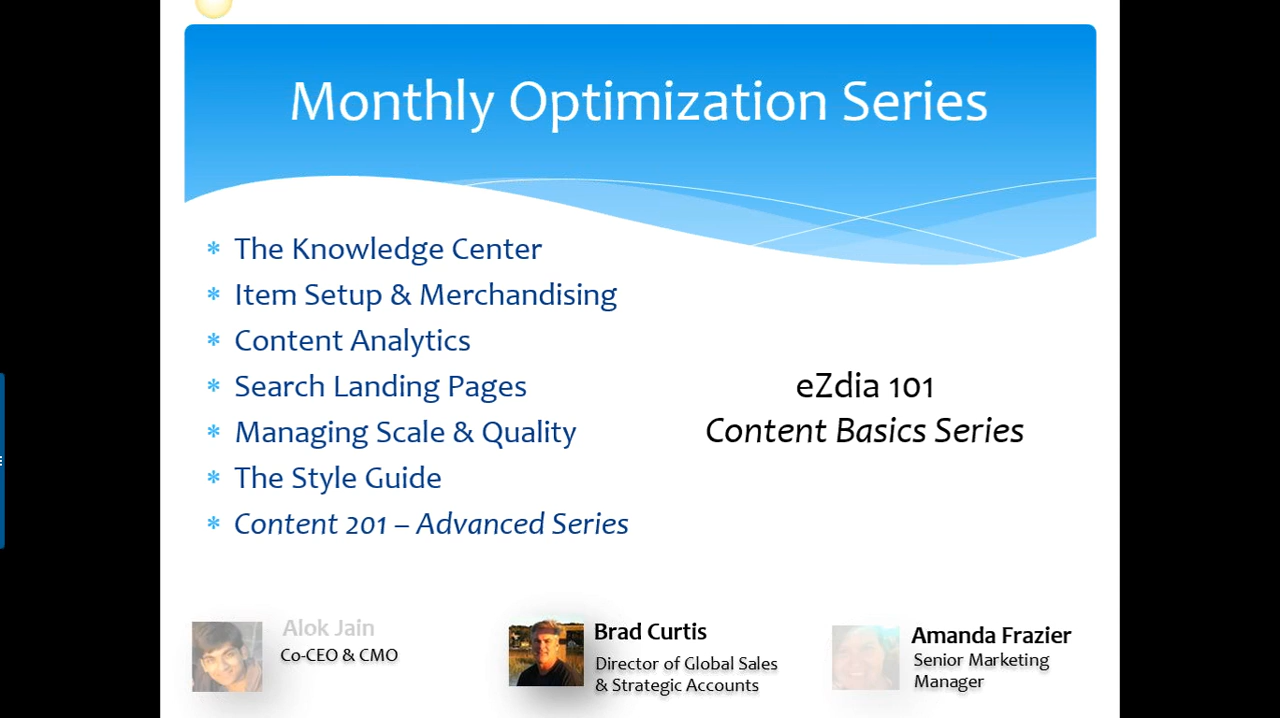 Monthly Optimization Series
* The Knowledge Center
* Item Setup & Merchandising
* Content Analytics
* Search Landing Pages
* Managing Scale & Quality
* The Style Guide
* Content 201 – Advanced Series
eZdia 101
Content Basics Series
Alok Jain
Co-CEO & CMO
Brad Curtis
Director of Global Sales
& Strategic Accounts
Amanda Frazier
Senior Marketing
Manager